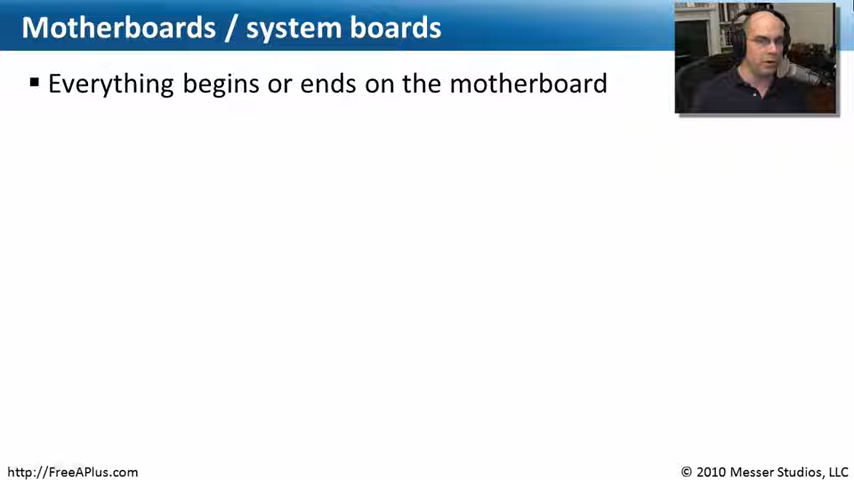 Motherboards / system boards
▪ Everything begins or ends on the motherboard
http://FreeAPlus.com
© 2010 Messer Studios, LLC